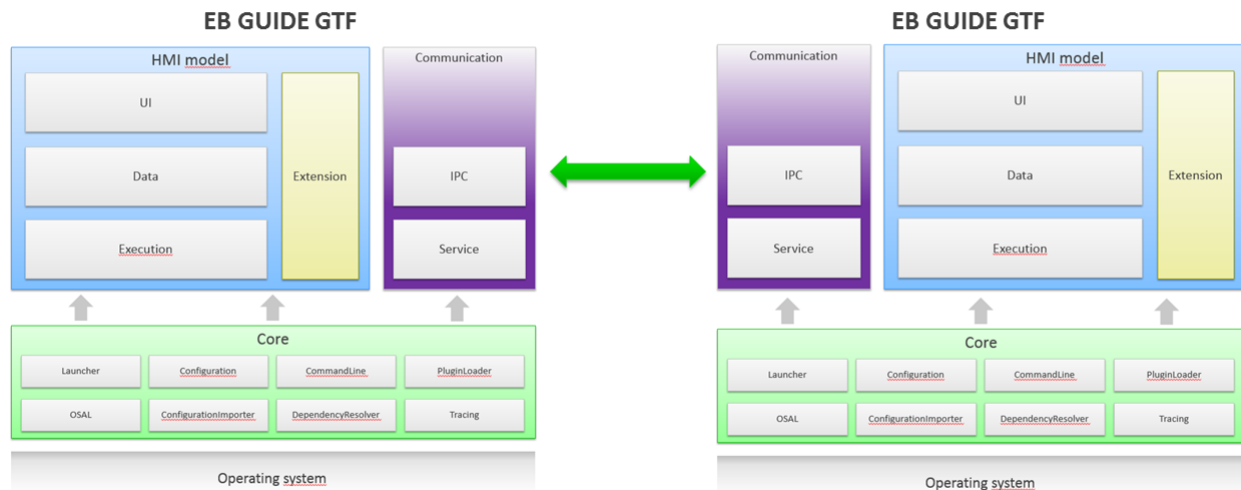 EB GUIDE GTF
HMI model
UI
Data
Execution
Extension
Communication
IPC
Service
Core
Launcher
Configuration
CommandLine
PluginLoader
OSAL
ConfigurationImporter
DependencyResolver
Tracing
Operating system
EB GUIDE GTF
Communication
IPC
Service
HMI model
UI
Data
Execution
Extension
Core
Launcher
Configuration
CommandLine
PluginLoader
OSAL
ConfigurationImporter
DependencyResolver
Tracing
Operating system